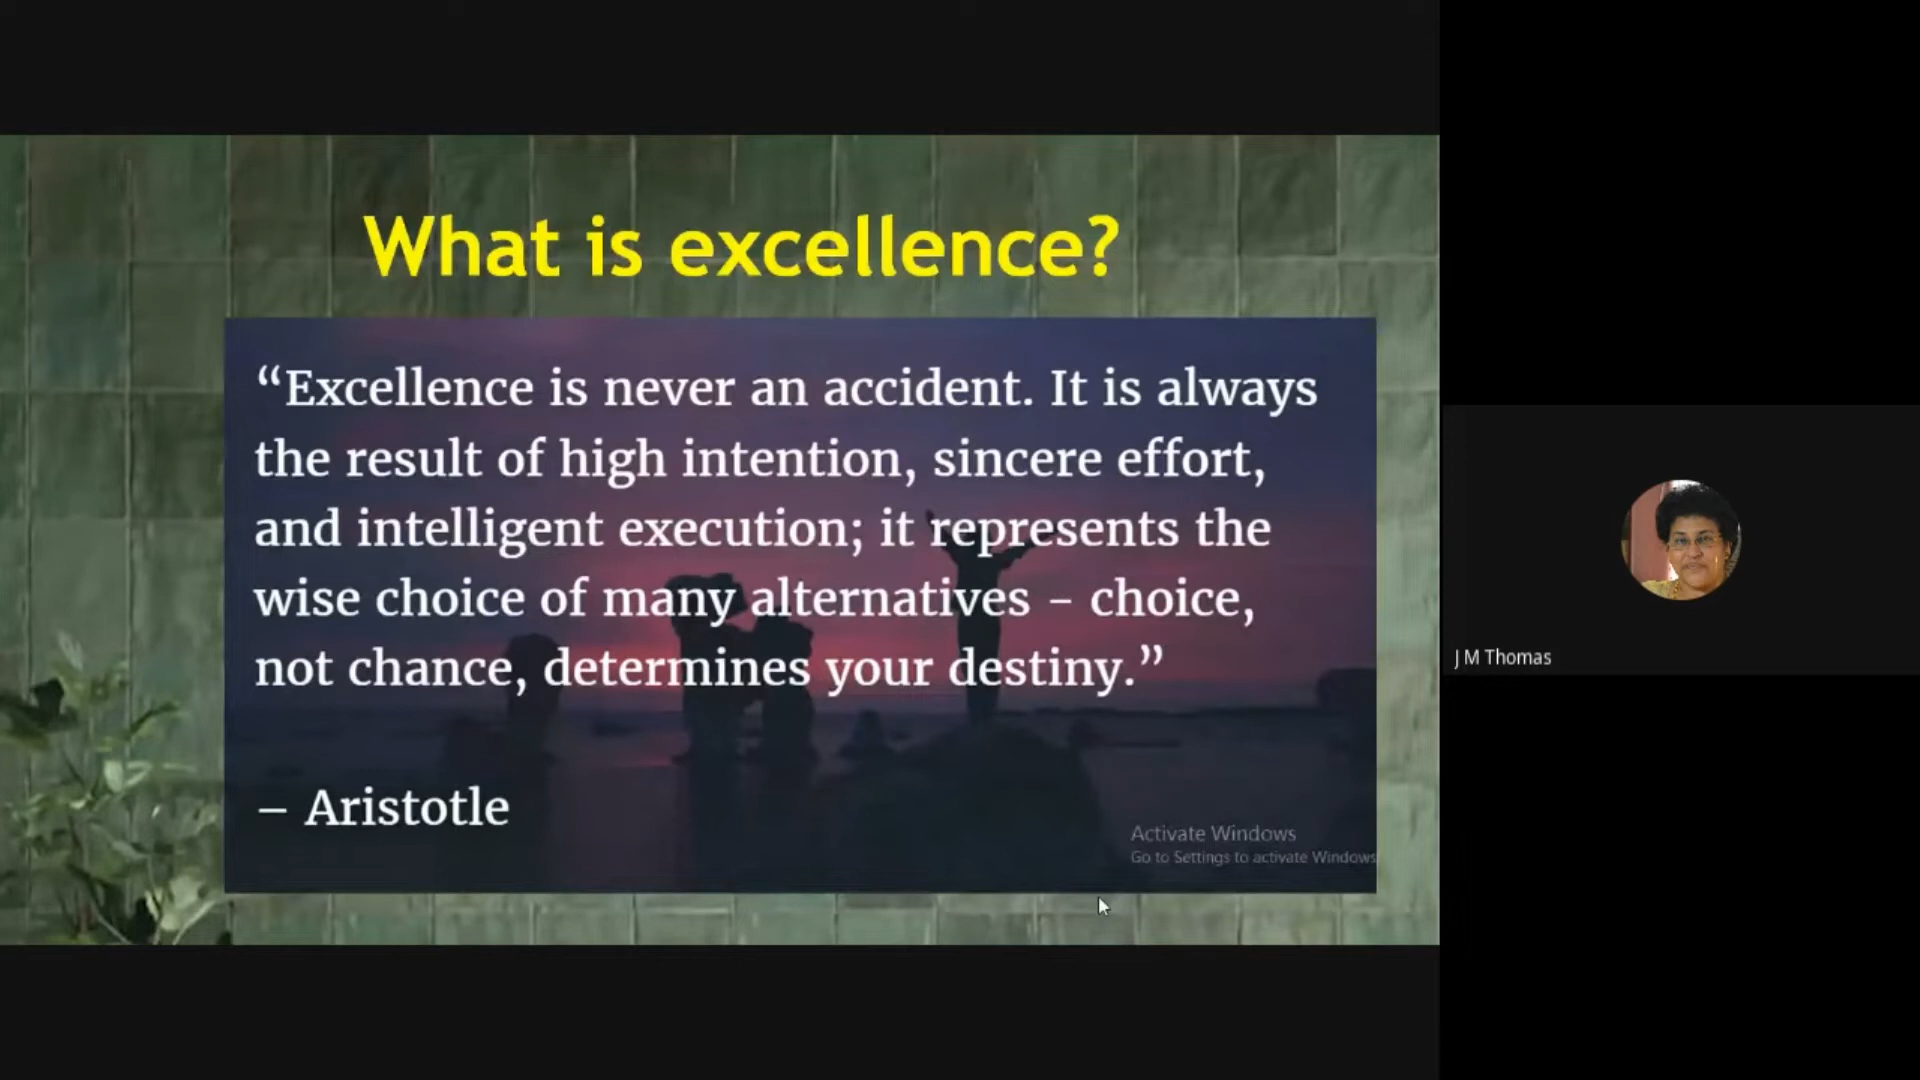 What is excellence?
“Excellence is never an accident. It is always
the result of high intention, sincere effort,
and intelligent execution; it represents the
wise choice of many alternatives – choice,
not chance, determines your destiny.”
– Aristotle
Activate Windows
Go to Settings to activate Windows
J M Thomas